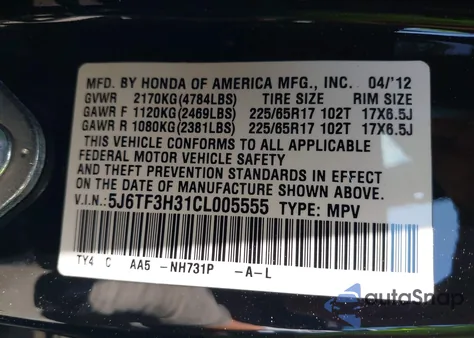 MFD. BY HONDA OF AMERICA MFG., INC. 04/'12
GVWR 2170KG(4784LBS) TIRE SIZE RIM SIZE
GAWR F 1120KG(2469LBS) 225/65R17 102T 17X6.5J
GAWR R 1080KG(2381LBS) 225/65R17 102T 17X6.5J
THIS VEHICLE CONFORMS TO ALL APPLICABLE
FEDERAL MOTOR VEHICLE SAFETY
AND THEFT PREVENTION STANDARDS IN EFFECT
ON THE DATE OF MANUFACTURE SHOWN ABOVE.
V.I.N.: 5J6TF3H31CL005555 TYPE: MPV
TY4 C AA5 -NH731P -A-L
autoSnap